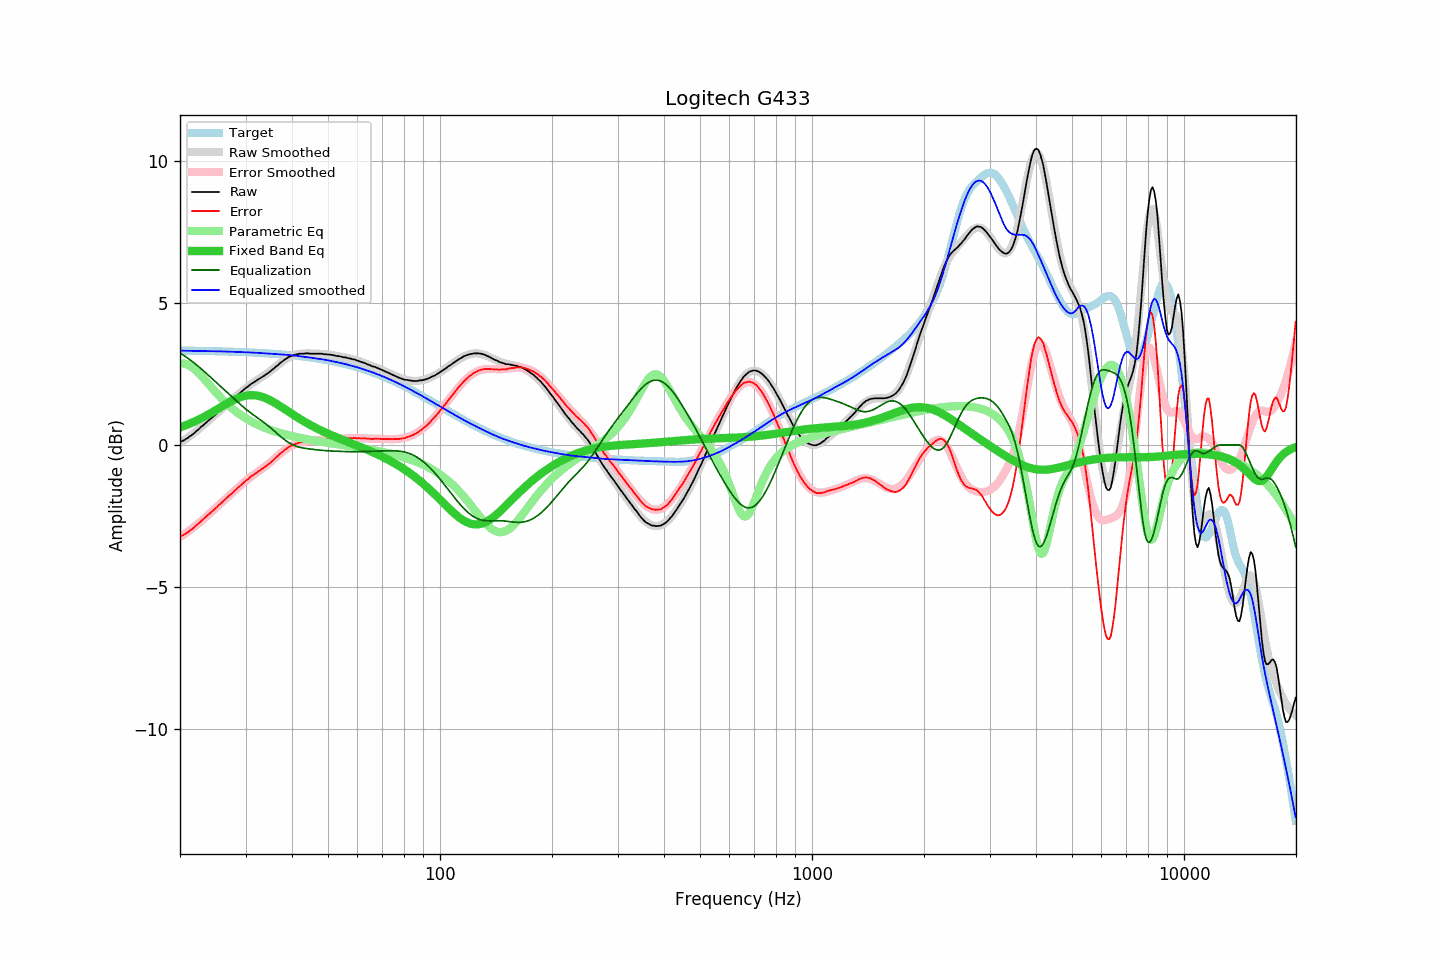 Logitech G433
Target
Raw Smoothed
Error Smoothed
Raw
Error
Parametric Eq
Fixed Band Eq
Equalization
Equalized smoothed
10
5
0
−5
−10
Amplitude (dBr)
100
1000
10000
Frequency (Hz)